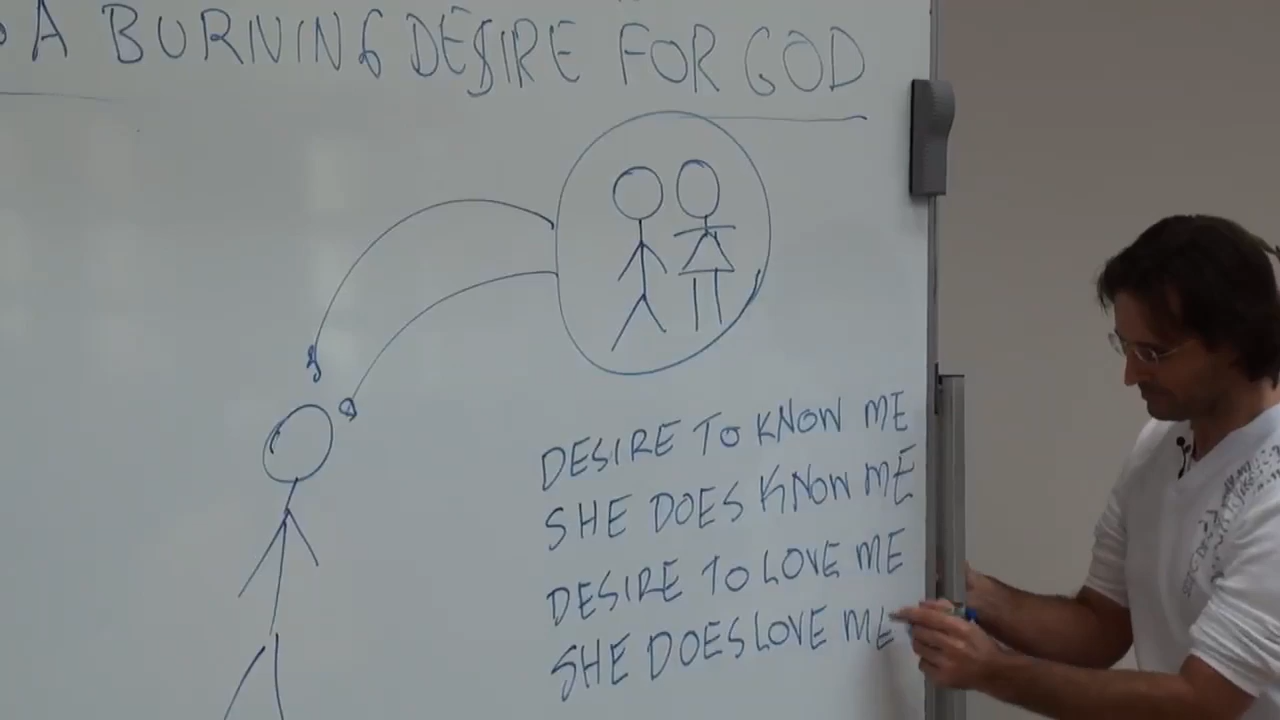 A BURNING DESIRE FOR GOD
DESIRE TO KNOW ME
SHE DOES KNOW ME
DESIRE TO LOVE ME
SHE DOES LOVE ME